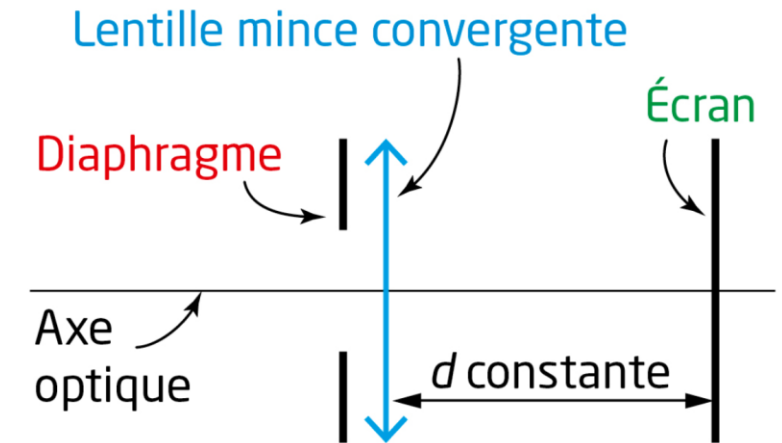 Lentille mince convergente
Écran
Diaphragme
Axe
optique
d constante